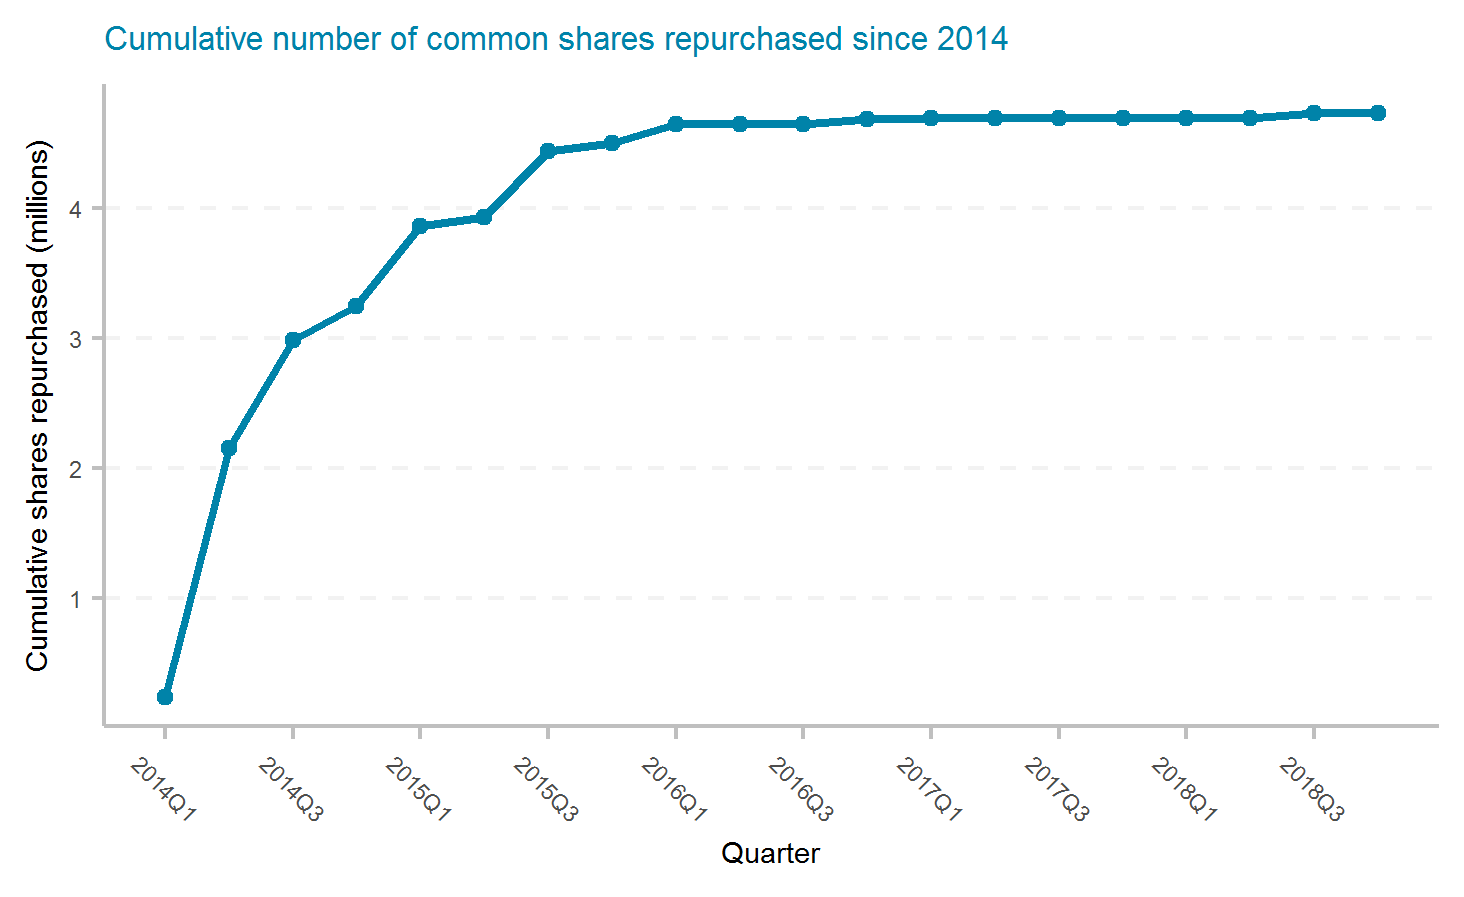 Cumulative number of common shares repurchased since 2014
Cumulative shares repurchased (millions)
4
3
2
1
2014Q1
2014Q3
2015Q1
2015Q3
2016Q1
2016Q3
2017Q1
2017Q3
2018Q1
2018Q3
Quarter